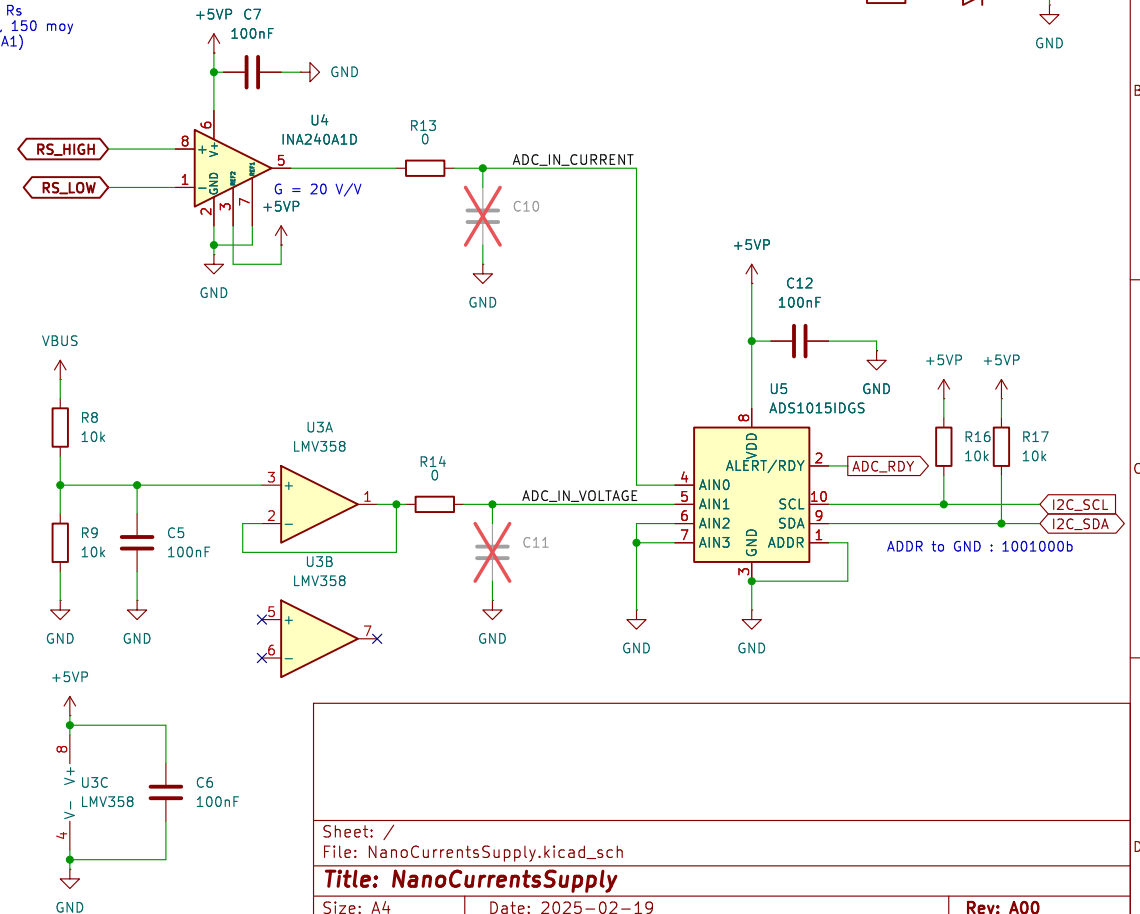 Rs
, 150 moy
A1)
+5VP
C7
100nF
GND
GND
B
U4
INA240A1D
R13
0
6
V+
RS_HIGH
8
+
5
ADC_IN_CURRENT
RS_LOW
1
−
GND
REF2
REF1
G = 20 V/V
2
3
7
+5VP
C10
GND
GND
+5VP
C12
100nF
GND
VBUS
+5VP
+5VP
U5
ADS1015IDGS
R8
10k
U3A
LMV358
R14
0
8
VDD
R16
10k
R17
10k
ALERT/RDY
2
ADC_RDY
C
3
+
1
2
−
ADC_IN_VOLTAGE
4
AIN0
5
AIN1
6
AIN2
7
AIN3
SCL
10
SDA
9
ADDR
1
GND
3
I2C_SCL
I2C_SDA
ADDR to GND : 1001000b
R9
10k
C5
100nF
C11
U3B
LMV358
5
+
6
−
7
GND
GND
GND
GND
GND
+5VP
8
V+
U3C
LMV358
V−
4
C6
100nF
GND
Sheet: /
File: NanoCurrentsSupply.kicad_sch
D
Title: NanoCurrentsSupply
Size: A4
Date: 2025-02-19
Rev: A00